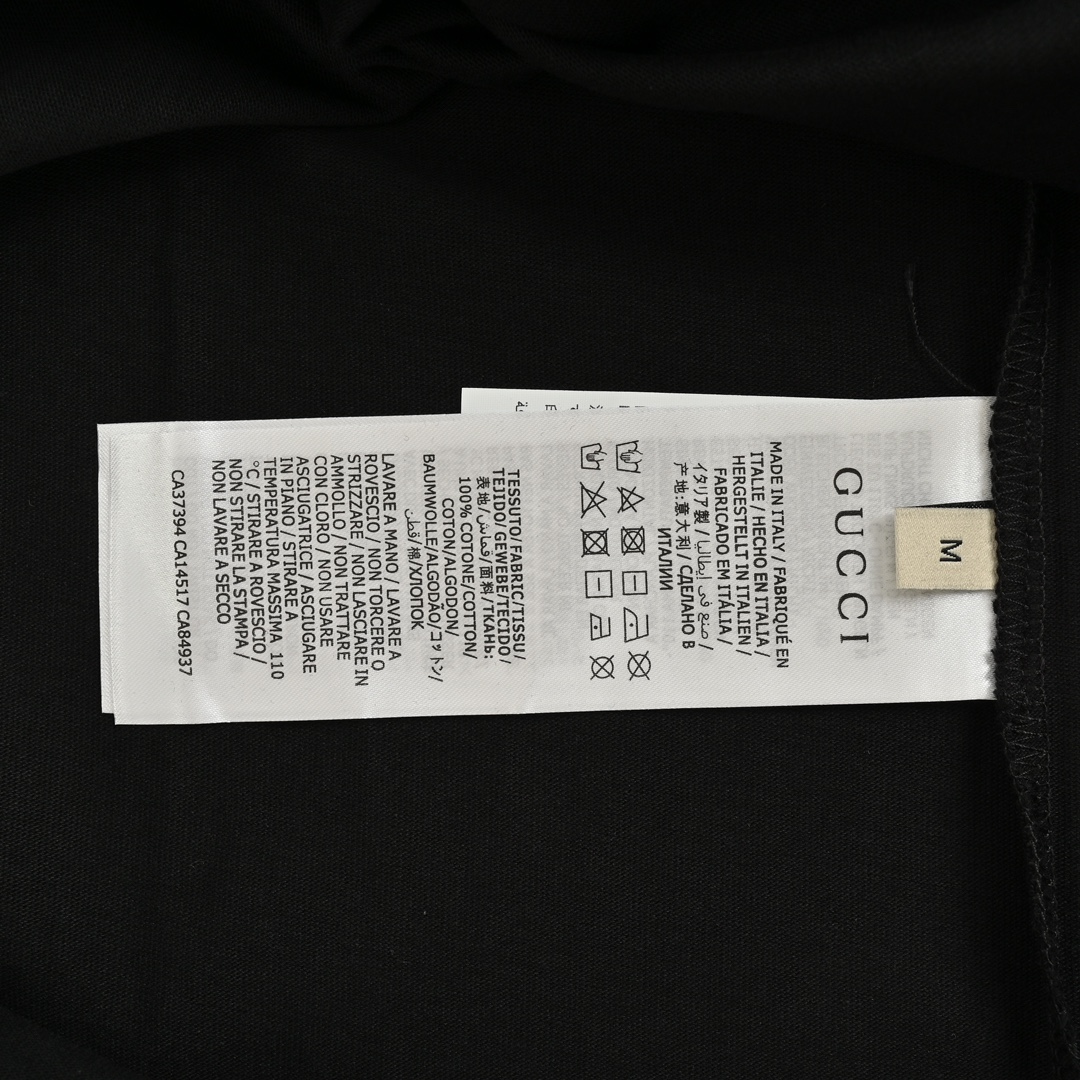 GUCCI
M
MADE IN ITALY / FABRIQUÉ EN
ITALIE / HECHO EN ITALIA /
HERGESTELLT IN ITALIEN /
FABRICADO EM ITÁLIA /
イタリア製 / صنع في إيطاليا /
产地:意大利 / СДЕЛАНО В
ИТАЛИИ
TESSUTO/FABRIC/TISSU/
TEJIDO/GEWEBE/TECIDO/
表地/قماش/面料/ТКАНЬ:
100% COTONE/COTTON/
COTON/ALGODON/
BAUMWOLLE/ALGODÃO/コットン/
قطن/棉/ХЛОПОК
LAVARE A MANO / LAVARE A
ROVESCIO / NON TORCERE O
STRIZZARE / NON LASCIARE IN
AMMOLLO / NON TRATTARE
CON CLORO / NON USARE
ASCIUGATRICE / ASCIUGARE
IN PIANO / STIRARE A
TEMPERATURA MASSIMA 110
°C / STIRARE A ROVESCIO /
NON STIRARE LA STAMPA /
NON LAVARE A SECCO
CA37394 CA14517 CA84937